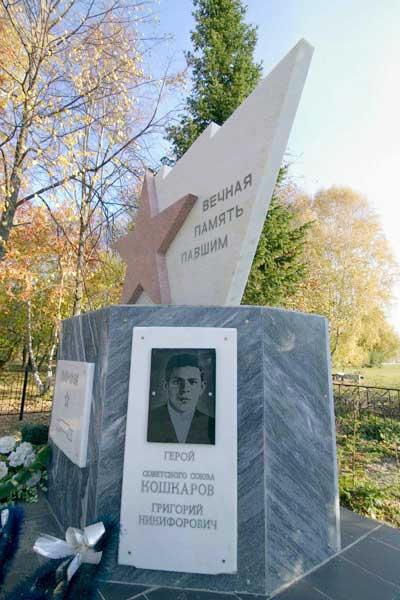 ВЕЧНАЯ
ПАМЯТЬ
ПАВШИМ
ГЕРОЙ
СОВЕТСКОГО СОЮЗА
КОШКАРОВ
ГРИГОРИЙ
НИКИФОРОВИЧ